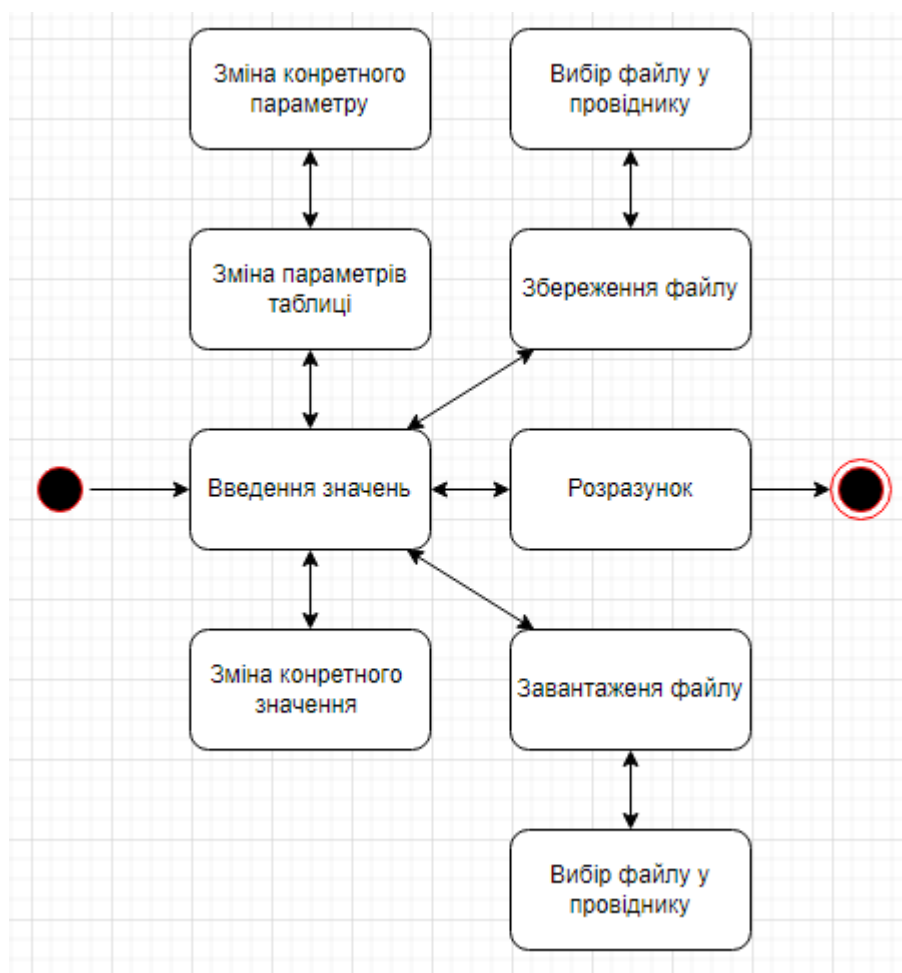 Зміна конретного
параметру
Вибір файлу у
провіднику
Зміна параметрів
таблиці
Збереження файлу
Введення значень
Розразунок
Зміна конретного
значення
Завантаженя файлу
Вибір файлу у
провіднику